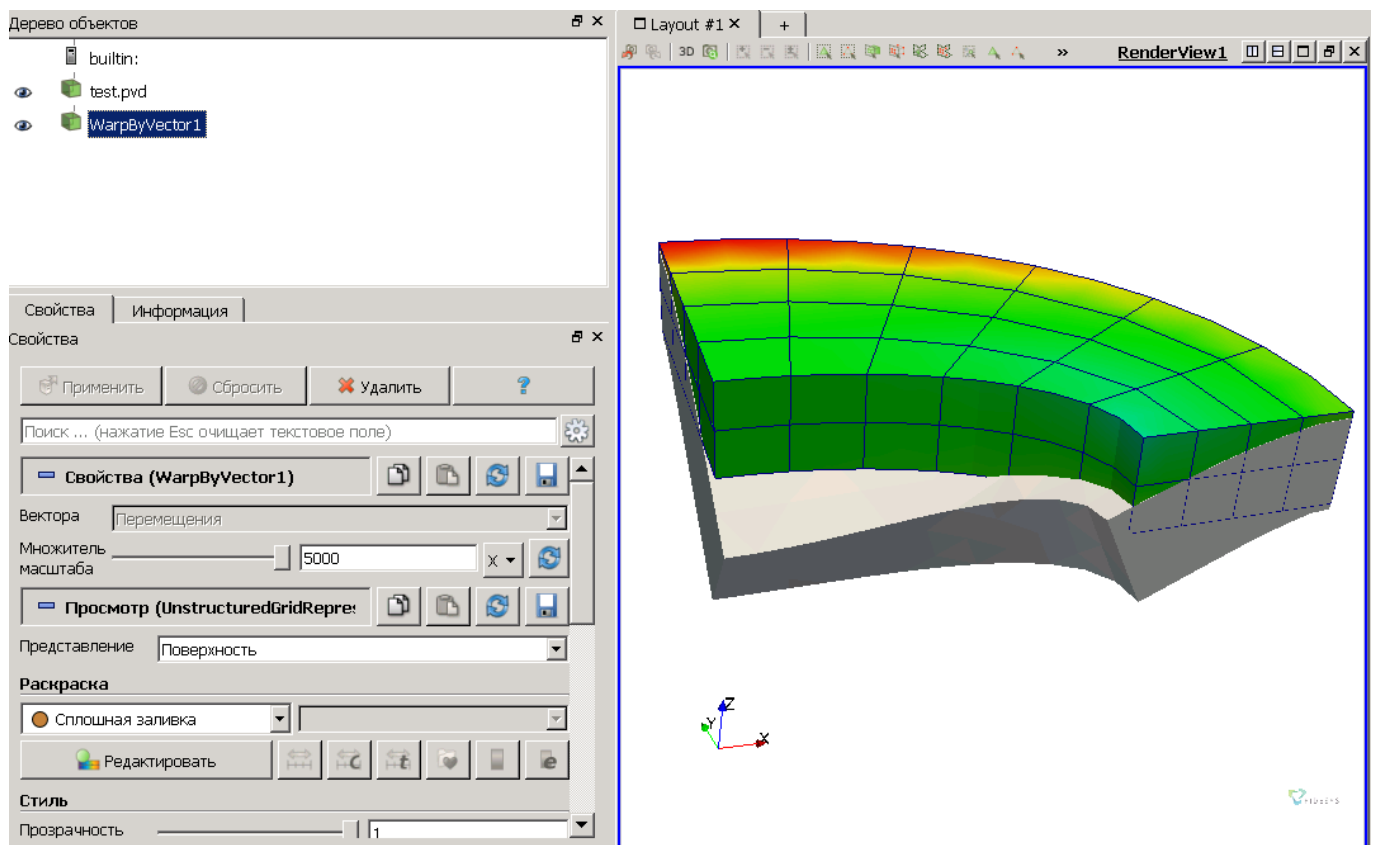 Дерево объектов
builtin:
test.pvd
WarpByVector1
Свойства
Информация
Свойства
Применить
Сбросить
Удалить
?
Поиск ... (нажатие Esc очищает текстовое поле)
Свойства (WarpByVector1)
Вектора
Перемещения
Множитель масштаба
5000
X
Просмотр (UnstructuredGridRepres
Представление
Поверхность
Раскраска
Сплошная заливка
Редактировать
c
t
e
Стиль
Прозрачность
1
Layout #1
+
3D
»
RenderView1
Z
Y
X
FIDESYS